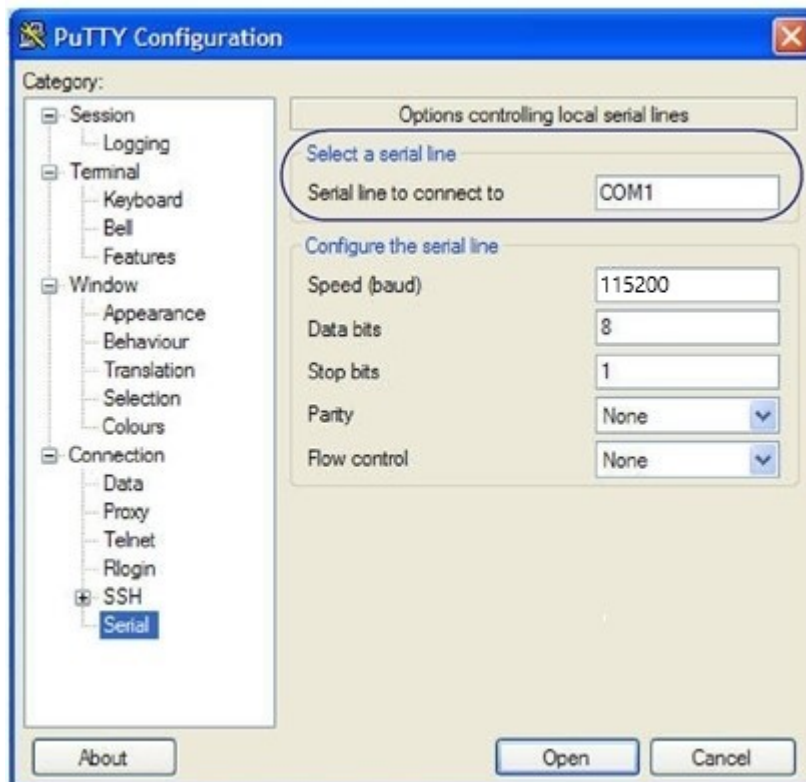 PuTTY Configuration
Category:
Session
Logging
Terminal
Keyboard
Bell
Features
Window
Appearance
Behaviour
Translation
Selection
Colours
Connection
Data
Proxy
Telnet
Rlogin
SSH
Serial
Options controlling local serial lines
Select a serial line
Serial line to connect to COM1
Configure the serial line
Speed (baud) 115200
Data bits 8
Stop bits 1
Parity None
Flow control None
About Open Cancel